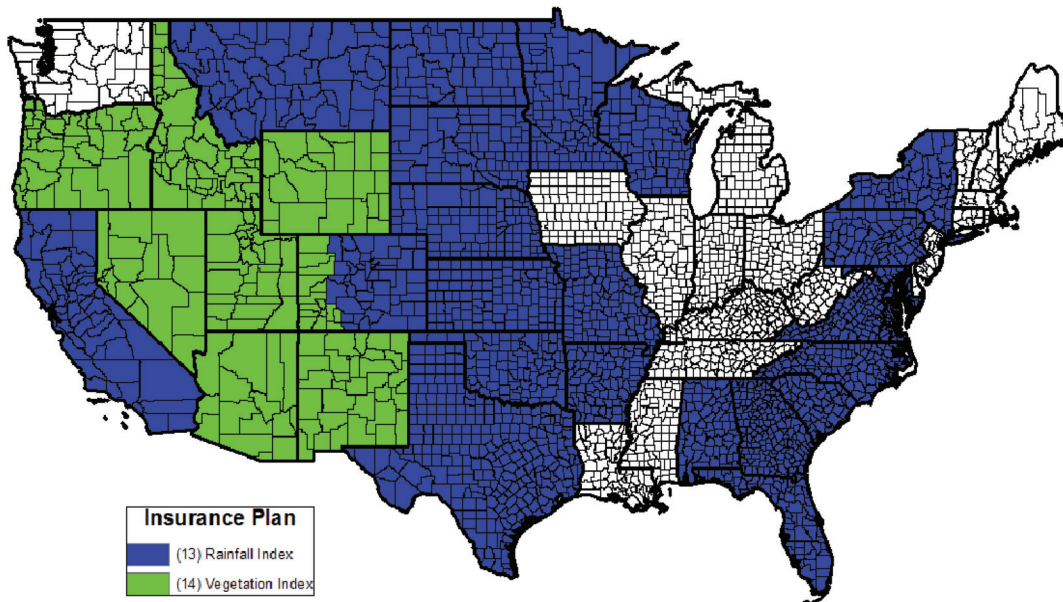 Insurance Plan
(13) Rainfall Index
(14) Vegetation Index